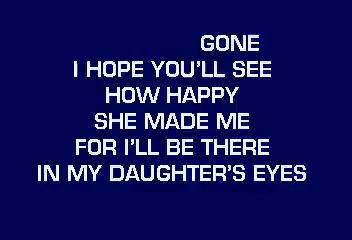 GONE
I HOPE YOU'LL SEE
HOW HAPPY
SHE MADE ME
FOR I'LL BE THERE
IN MY DAUGHTER'S EYES